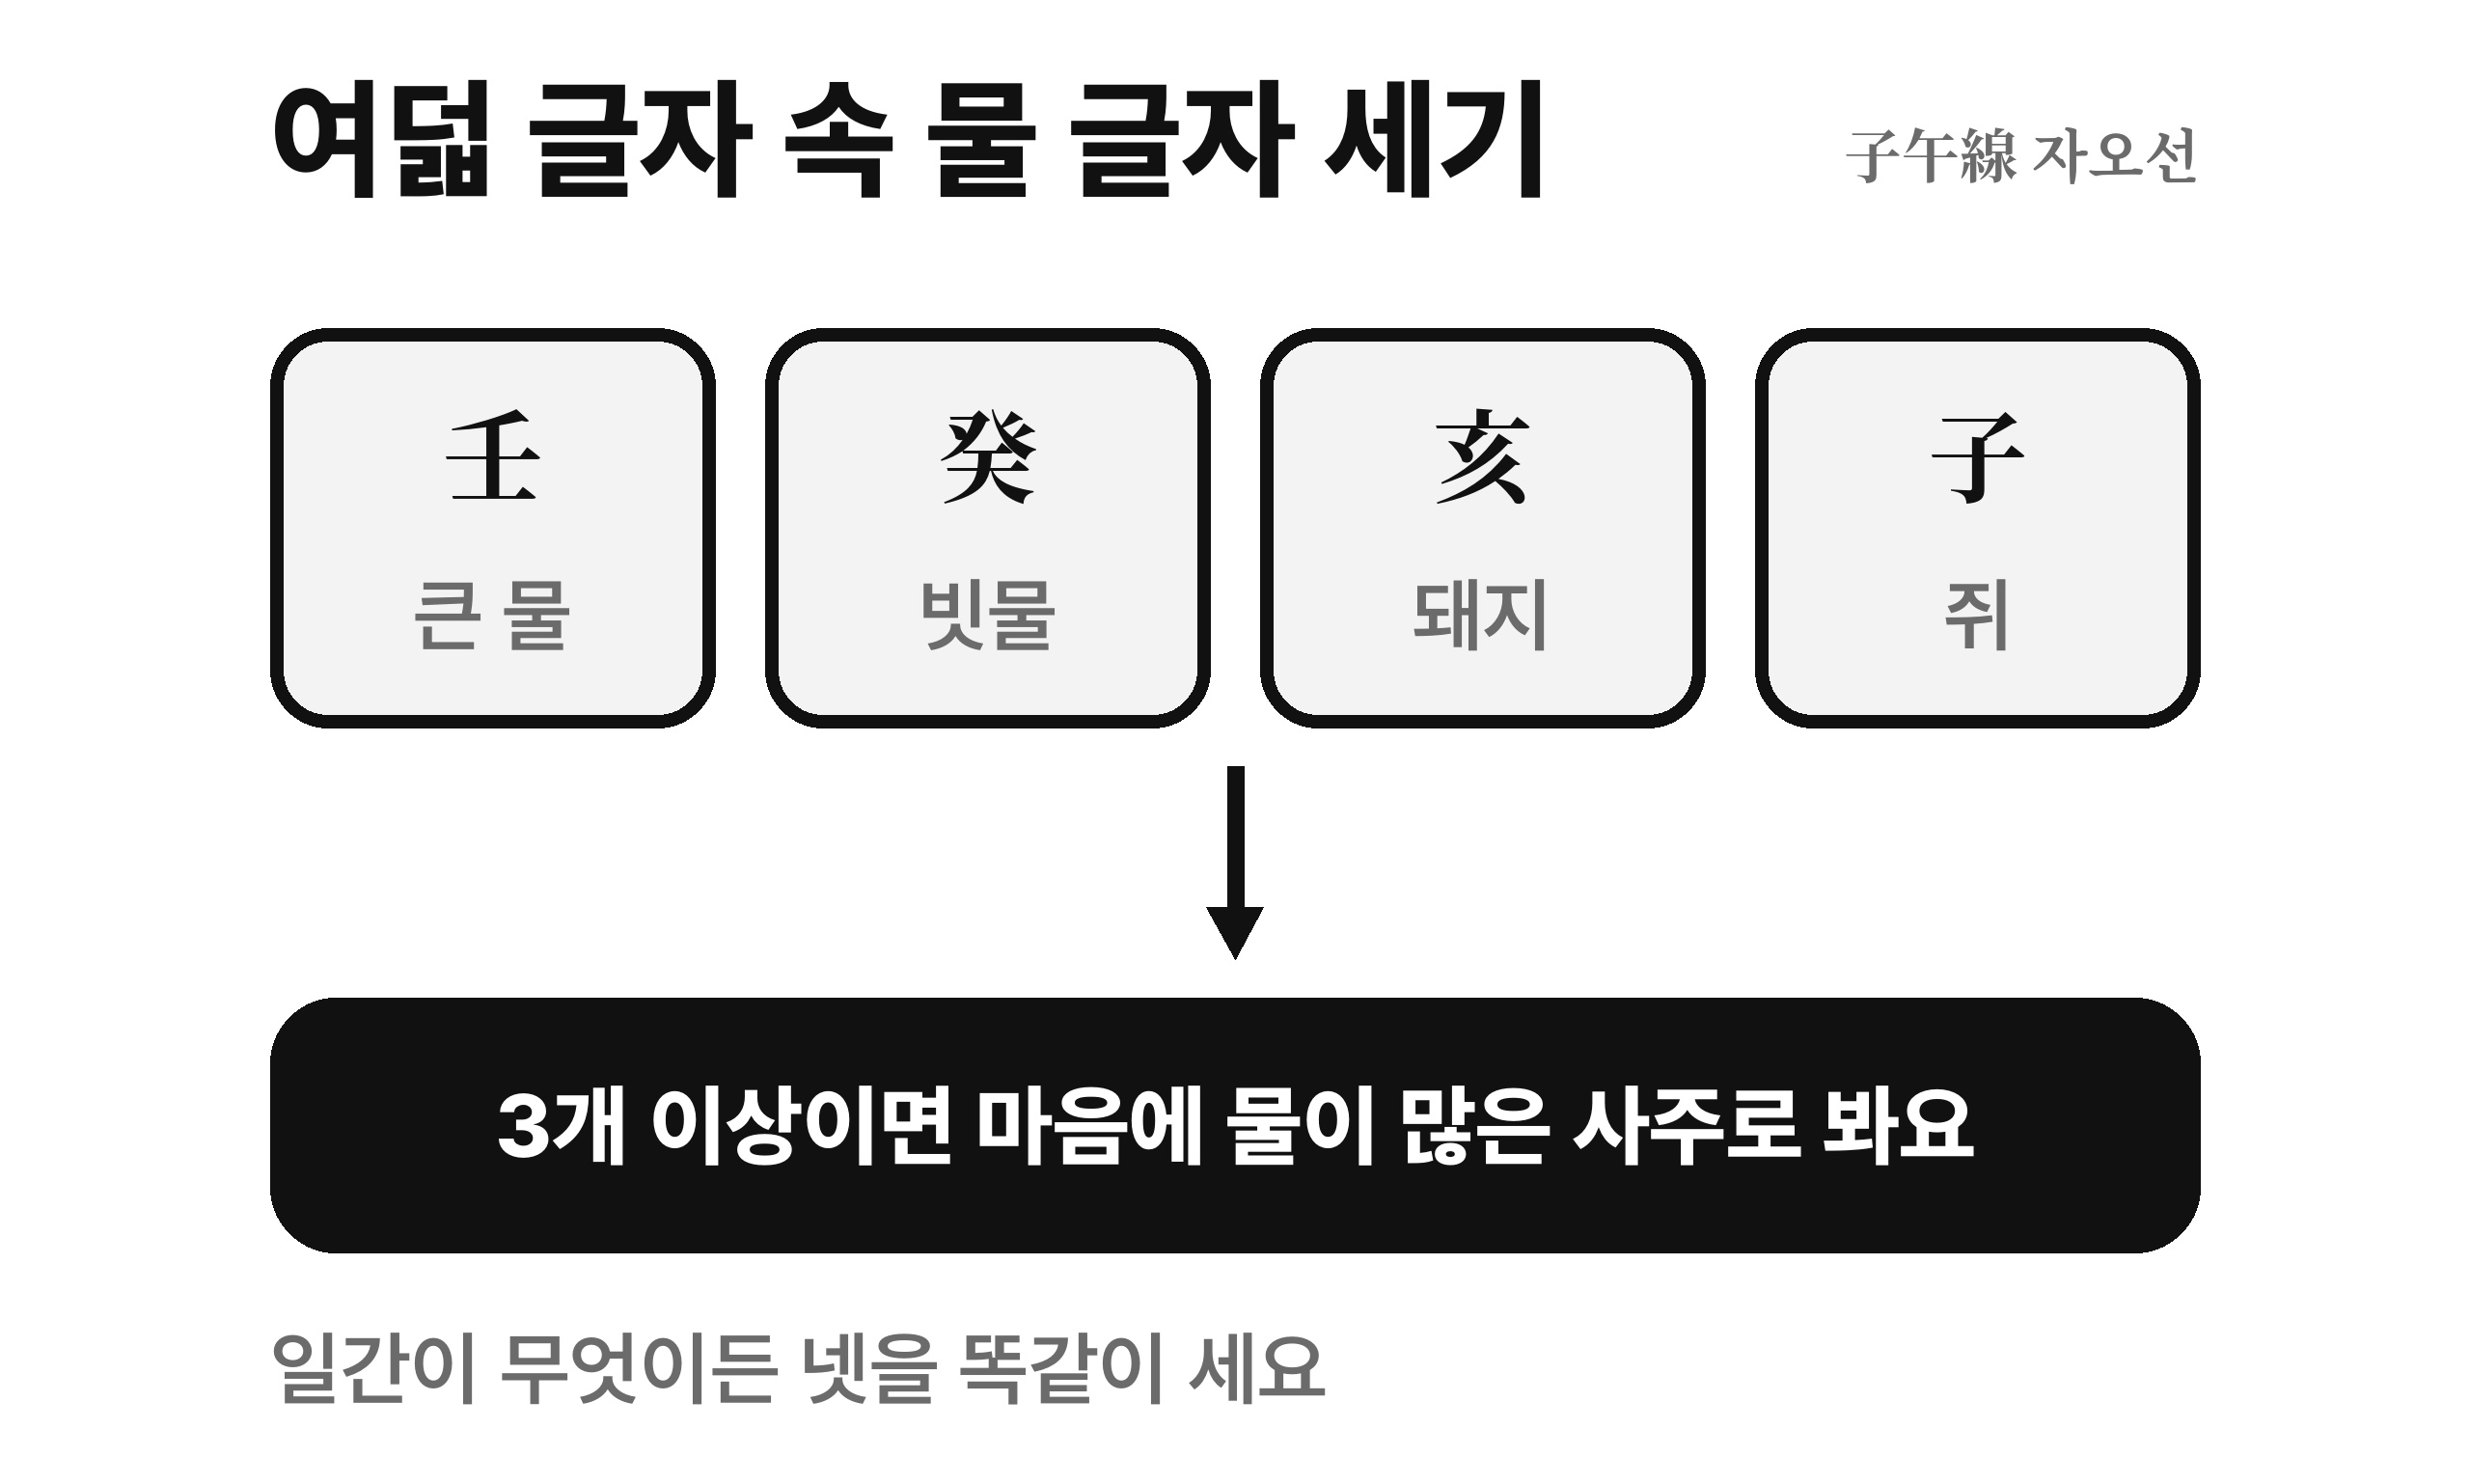 여덟 글자 속 물 글자 세기
子午線 자오선
壬
큰 물
癸
빗물
亥
돼지
子
쥐
3개 이상이면 마음에 물이 많은 사주로 봬요
일간이 무엇이든 넷을 똑같이 세요